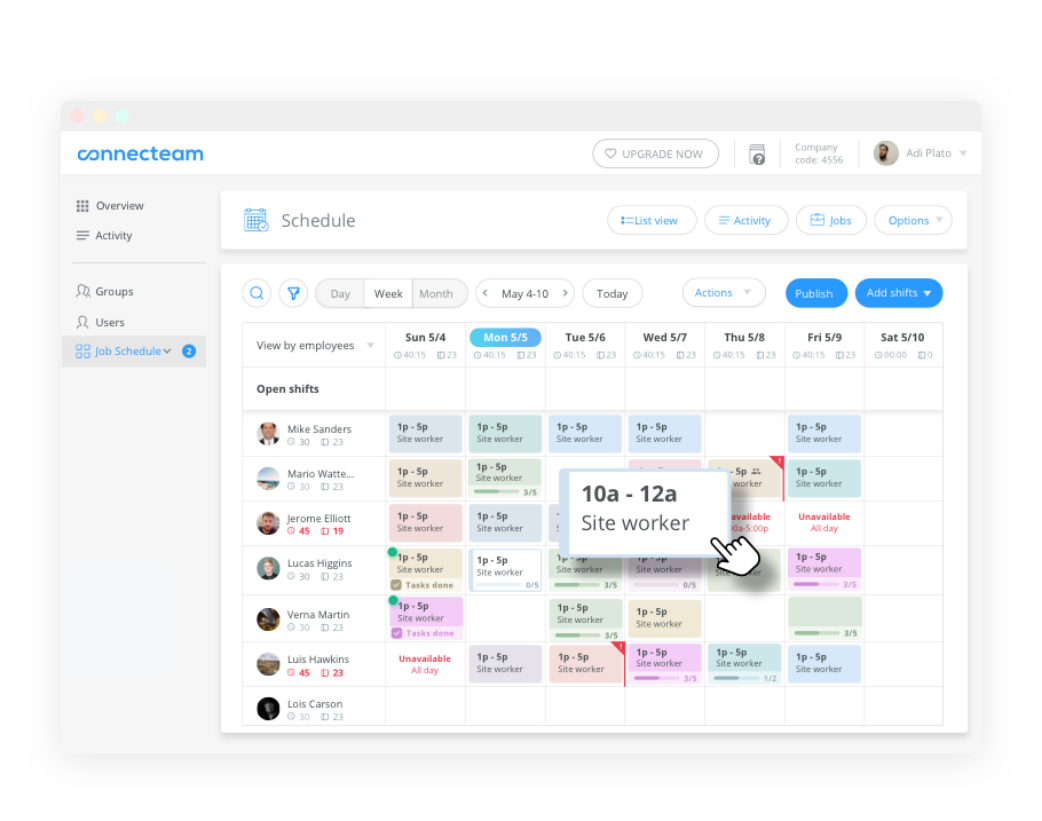 connecteam
UPGRADE NOW
Company
code: 4556
Adi Plato
Overview
Activity
Groups
Users
Job Schedule
2
Schedule
List view
Activity
Jobs
Options
Day
Week
Month
May 4-10
Today
Actions
Publish
Add shifts
View by employees
Sun 5/4
40:15 23
Mon 5/5
40:15 23
Tue 5/6
40:15 23
Wed 5/7
40:15 23
Thu 5/8
40:15 23
Fri 5/9
40:15 23
Sat 5/10
00:00 0
Open shifts
Mike Sanders
30 23
1p - 5p
Site worker
1p - 5p
Site worker
1p - 5p
Site worker
1p - 5p
Site worker
1p - 5p
Site worker
Mario Watte...
30 23
1p - 5p
Site worker
1p - 5p
Site worker
3/5
- 5p
worker
1p - 5p
Site worker
10a - 12a
Site worker
Jerome Elliott
45 19
1p - 5p
Site worker
1p - 5p
Site worker
Unavailable
All day
Lucas Higgins
30 23
1p - 5p
Site worker
Tasks done
1p - 5p
Site worker
0/5
1p - 5p
Site worker
3/5
1p - 5p
Site worker
0/5
1p - 5p
Site worker
3/5
Verna Martin
30 23
1p - 5p
Site worker
Tasks done
1p - 5p
Site worker
3/5
1p - 5p
Site worker
3/5
Luis Hawkins
45 23
Unavailable
All day
1p - 5p
Site worker
1p - 5p
Site worker
1p - 5p
Site worker
3/5
1p - 5p
Site worker
1/2
1p - 5p
Site worker
Lois Carson
30 23